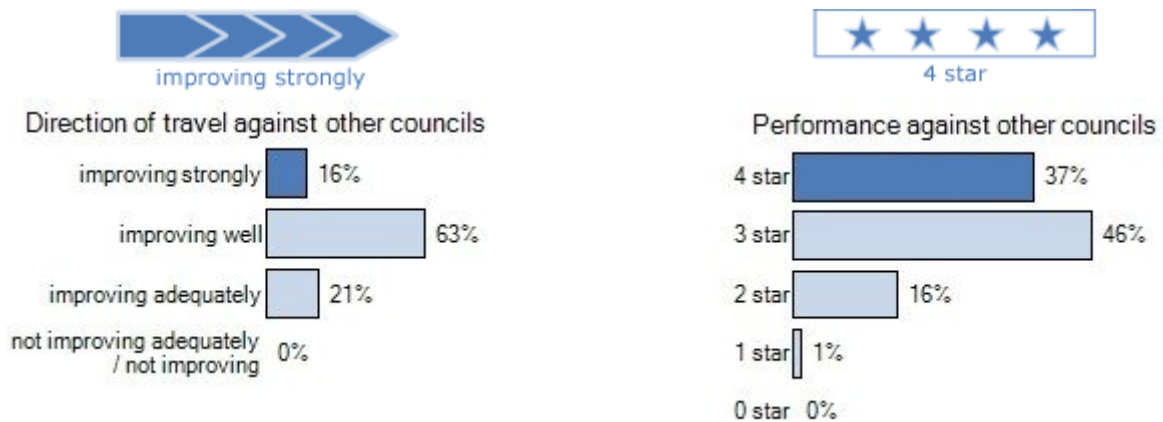 improving strongly
4 star
Direction of travel against other councils
improving strongly 16%
improving well 63%
improving adequately 21%
not improving adequately
/ not improving 0%
Performance against other councils
4 star 37%
3 star 46%
2 star 16%
1 star 1%
0 star 0%